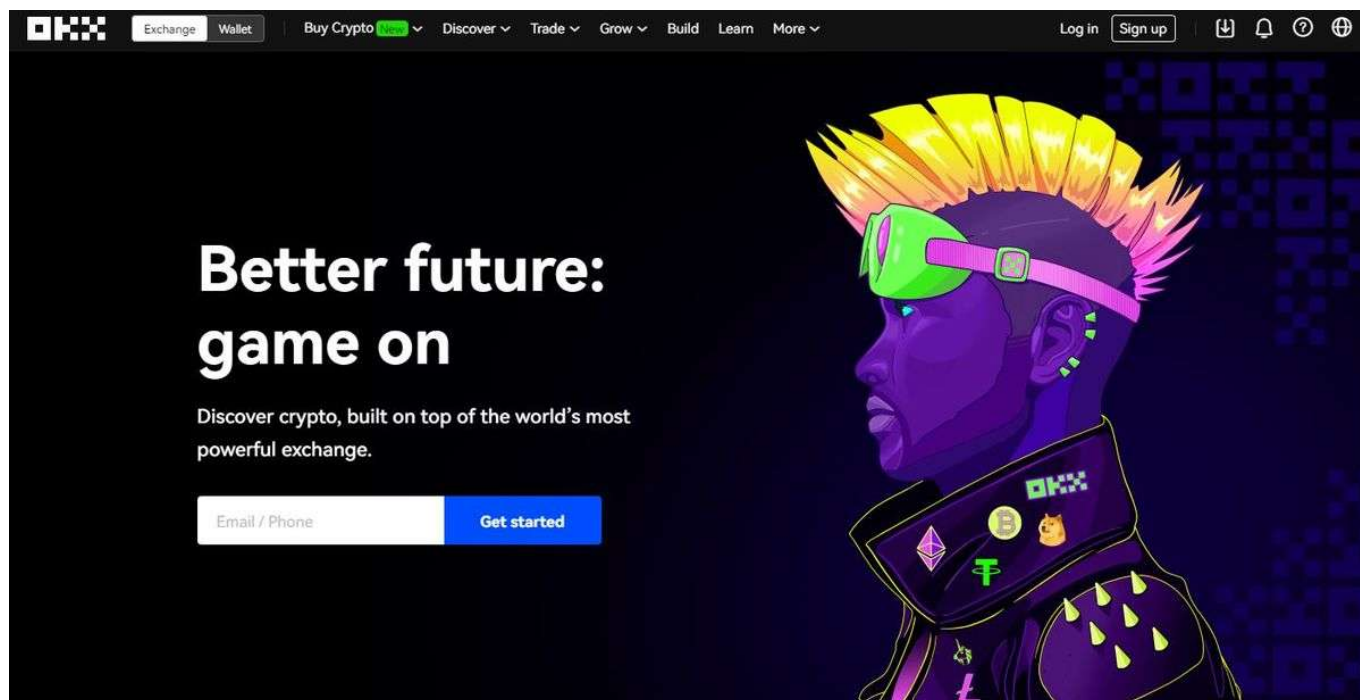 OKX
Exchange Wallet Buy Crypto New Discover Trade Grow Build Learn More Log in Sign up
Better future:
game on
Discover crypto, built on top of the world’s most
powerful exchange.
Email / Phone Get started
OKX